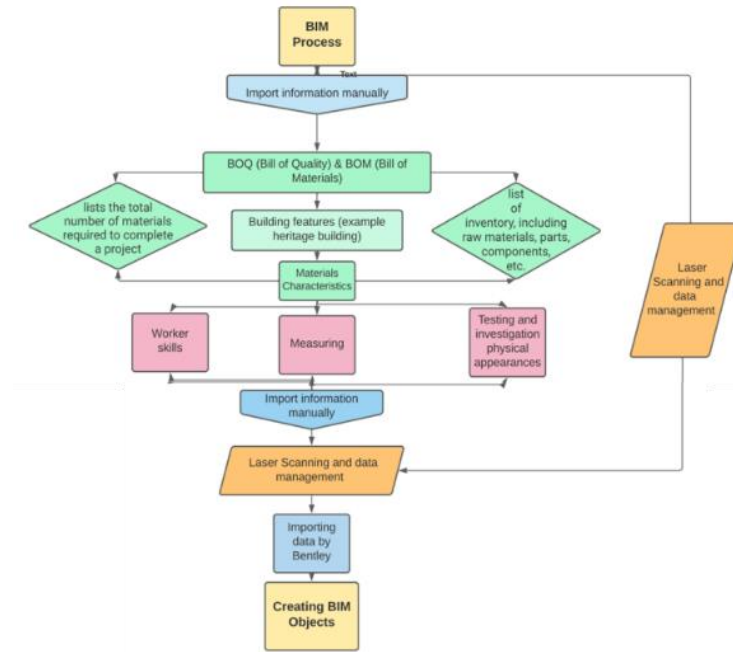 BIM
Process
Text
Import information manually
BOQ (Bill of Quality) & BOM (Bill of
Materials)
lists the total
number of materials
required to complete
a project
Building features (example
heritage building)
list
of
inventory, including
raw materials, parts,
components,
etc.
Materials
Characteristics
Laser
Scanning and
data
management
Worker
skills
Measuring
Testing and
investigation
physical
appearances
Import information
manually
Laser Scanning and data
management
Importing
data by
Bentley
Creating BIM
Objects